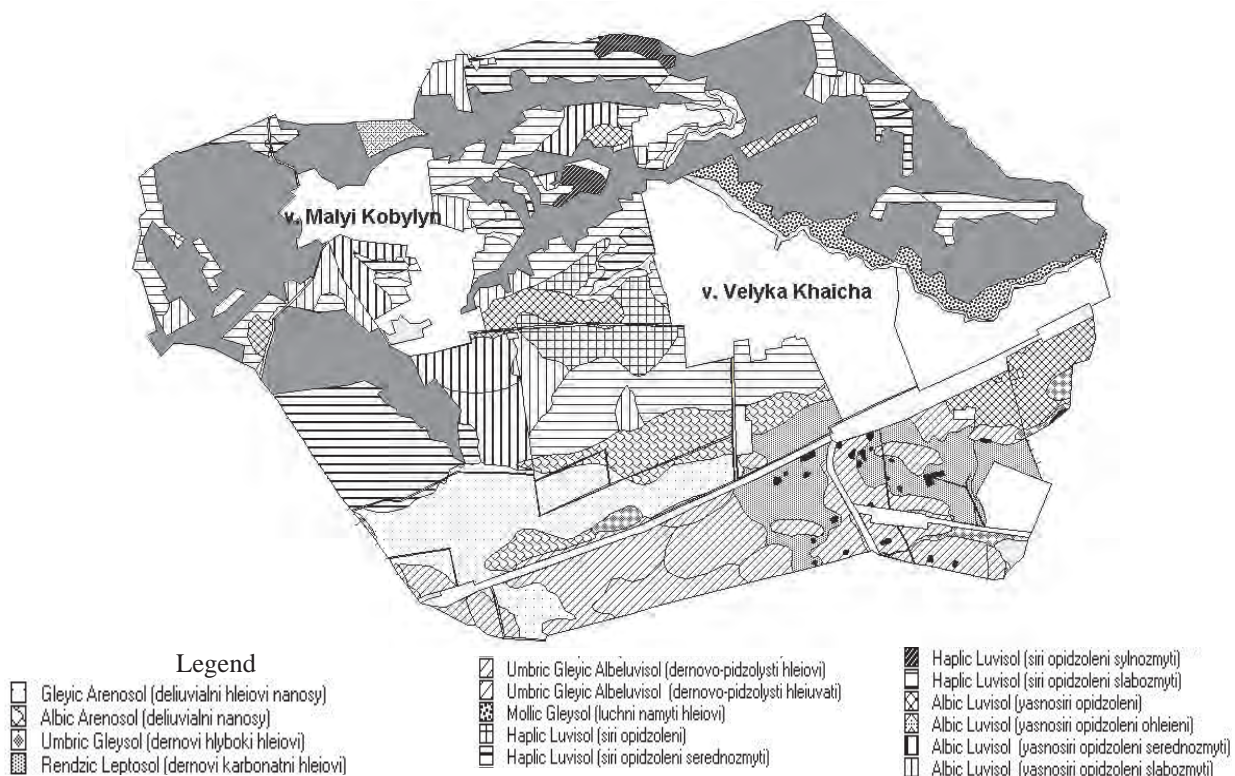 v. Malyi Kobylyn
v. Velyka Khaicha
Legend
Gleyic Arenosol (deliuvialni hleiovi nanosy)
Albic Arenosol (deliuvialni nanosy)
Umbric Gleysol (dernovi hlyboki hleiovi)
Rendzic Leptosol (dernovi karbonatni hleiovi)
Umbric Gleyic Albeluvisol (dernovo-pidzolysti hleiovi)
Umbric Gleyic Albeluvisol (dernovo-pidzolysti hleiuvati)
Mollic Gleysol (luchni namyti hleiovi)
Haplic Luvisol (siri opidzoleni)
Haplic Luvisol (siri opidzoleni serednozmyti)
Haplic Luvisol (siri opidzoleni sylnozmyti)
Haplic Luvisol (siri opidzoleni slabozmyti)
Albic Luvisol (yasnosiri opidzoleni)
Albic Luvisol (yasnosiri opidzoleni ohleieni)
Albic Luvisol (yasnosiri opidzoleni serednozmyti)
Albic Luvisol (yasnosiri opidzoleni slabozmyti)